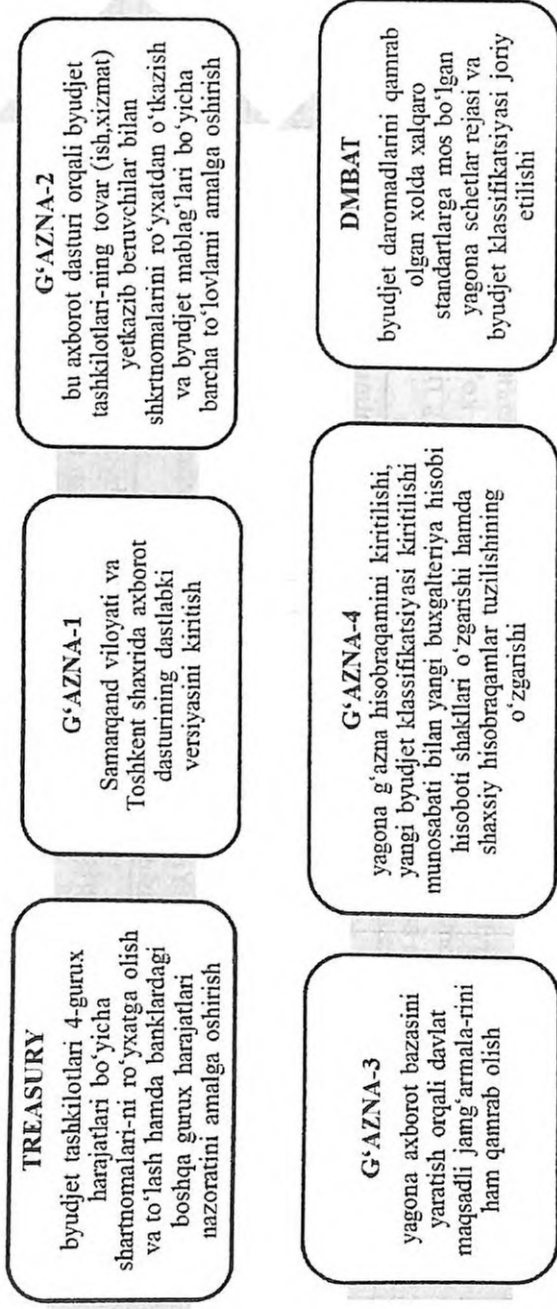 TREASURY
byudjet tashkilotlari 4-gurux
harajatlari bo‘yicha
shartnomalari-ni ro‘yxatga olish
va to‘lash hamda banklardagi
boshqa gurux harajatlari
nazoratini amalga oshirish
G‘AZNA-1
Samarqand viloyati va
Toshkent shaxrida axborot
dasturining dastlabki
versiyasini kiritish
G‘AZNA-2
bu axborot dasturi orqali byudjet
tashkilotlari-ning tovar (ish,xizmat)
yetkazib beruvchilar bilan
shkrtnomalarini ro‘yxatdan o‘tkazish
va byudjet mablag‘lari bo‘yicha
barcha to‘lovlarni amalga oshirish
G‘AZNA-3
yagona axborot bazasini
yaratish orqali davlat
maqsadli jamg‘armala-rini
ham qamrab olish
G‘AZNA-4
yagona g‘azna hisobraqamini kiritilishi,
yangi byudjet klassifikatsiyasi kiritilishi
munosabati bilan yangi buxgalteriya hisobi
hisoboti shakllari o‘zgarishi hamda
shaxsiy hisobraqamlar tuzilishining
o‘zgarishi
DMBAT
byudjet daromadlarini qamrab
olgan xolda xalqaro
standartlarga mos bo‘lgan
yagona schetlar rejasi va
byudjet klassifikatsiyasi joriy
etilishi